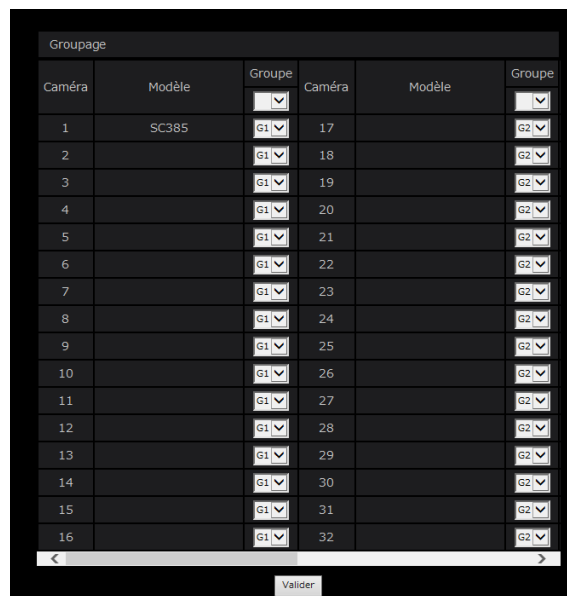 Groupage
Caméra Modèle Groupe Caméra Modèle Groupe
1 SC385 G1 17 G2
2 G1 18 G2
3 G1 19 G2
4 G1 20 G2
5 G1 21 G2
6 G1 22 G2
7 G1 23 G2
8 G1 24 G2
9 G1 25 G2
10 G1 26 G2
11 G1 27 G2
12 G1 28 G2
13 G1 29 G2
14 G1 30 G2
15 G1 31 G2
16 G1 32 G2
Valider